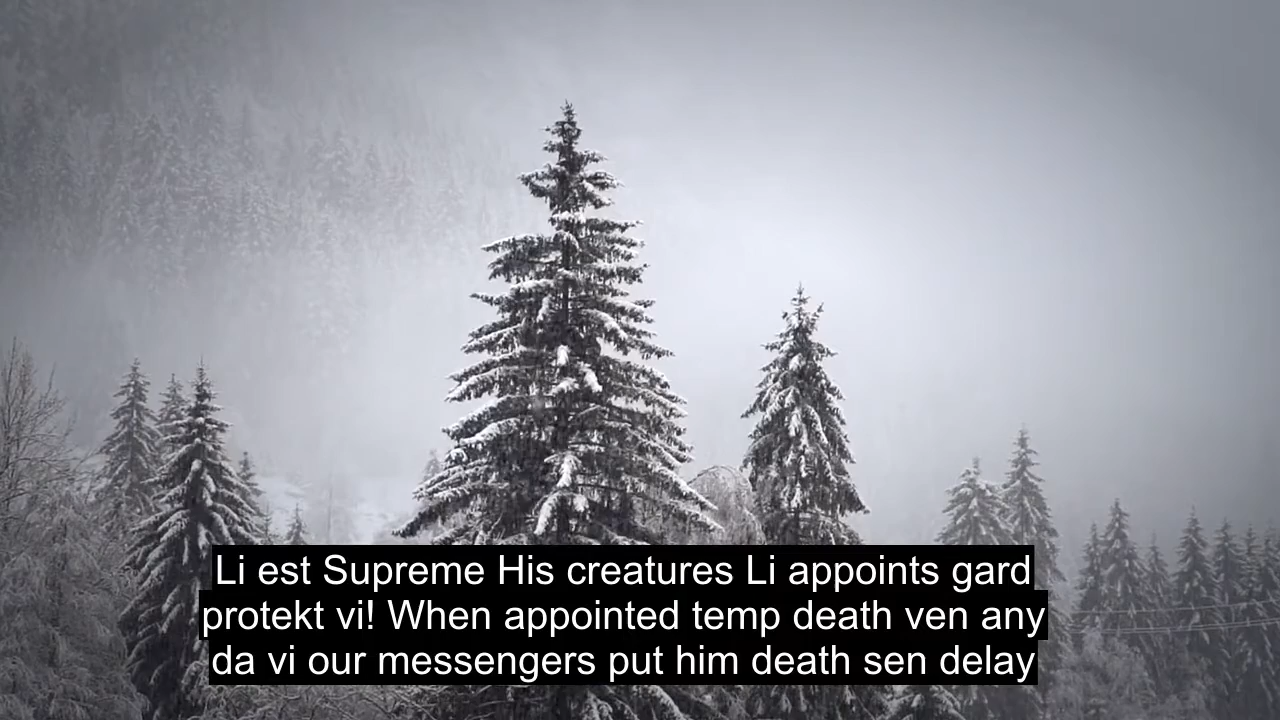 Li est Supreme His creatures Li appoints gard
protekt vi! When appointed temp death ven any
da vi our messengers put him death sen delay